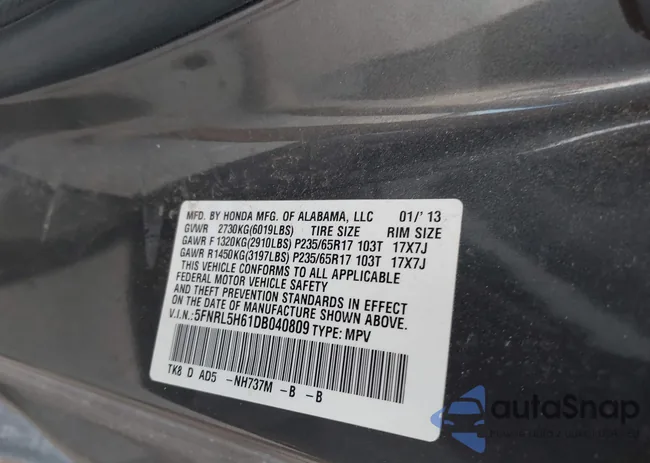 MFD. BY HONDA MFG. OF ALABAMA, LLC 01/'13
GVWR 2730KG(6019LBS) TIRE SIZE RIM SIZE
GAWR F 1320KG(2910LBS) P235/65R17 103T 17X7J
GAWR R1450KG(3197LBS) P235/65R17 103T 17X7J
THIS VEHICLE CONFORMS TO ALL APPLICABLE
FEDERAL MOTOR VEHICLE SAFETY
AND THEFT PREVENTION STANDARDS IN EFFECT
ON THE DATE OF MANUFACTURE SHOWN ABOVE.
V.I.N.:5FNRL5H61DB040809 TYPE: MPV
TK8 D AD5 -NH737M -B -B
autoSnap